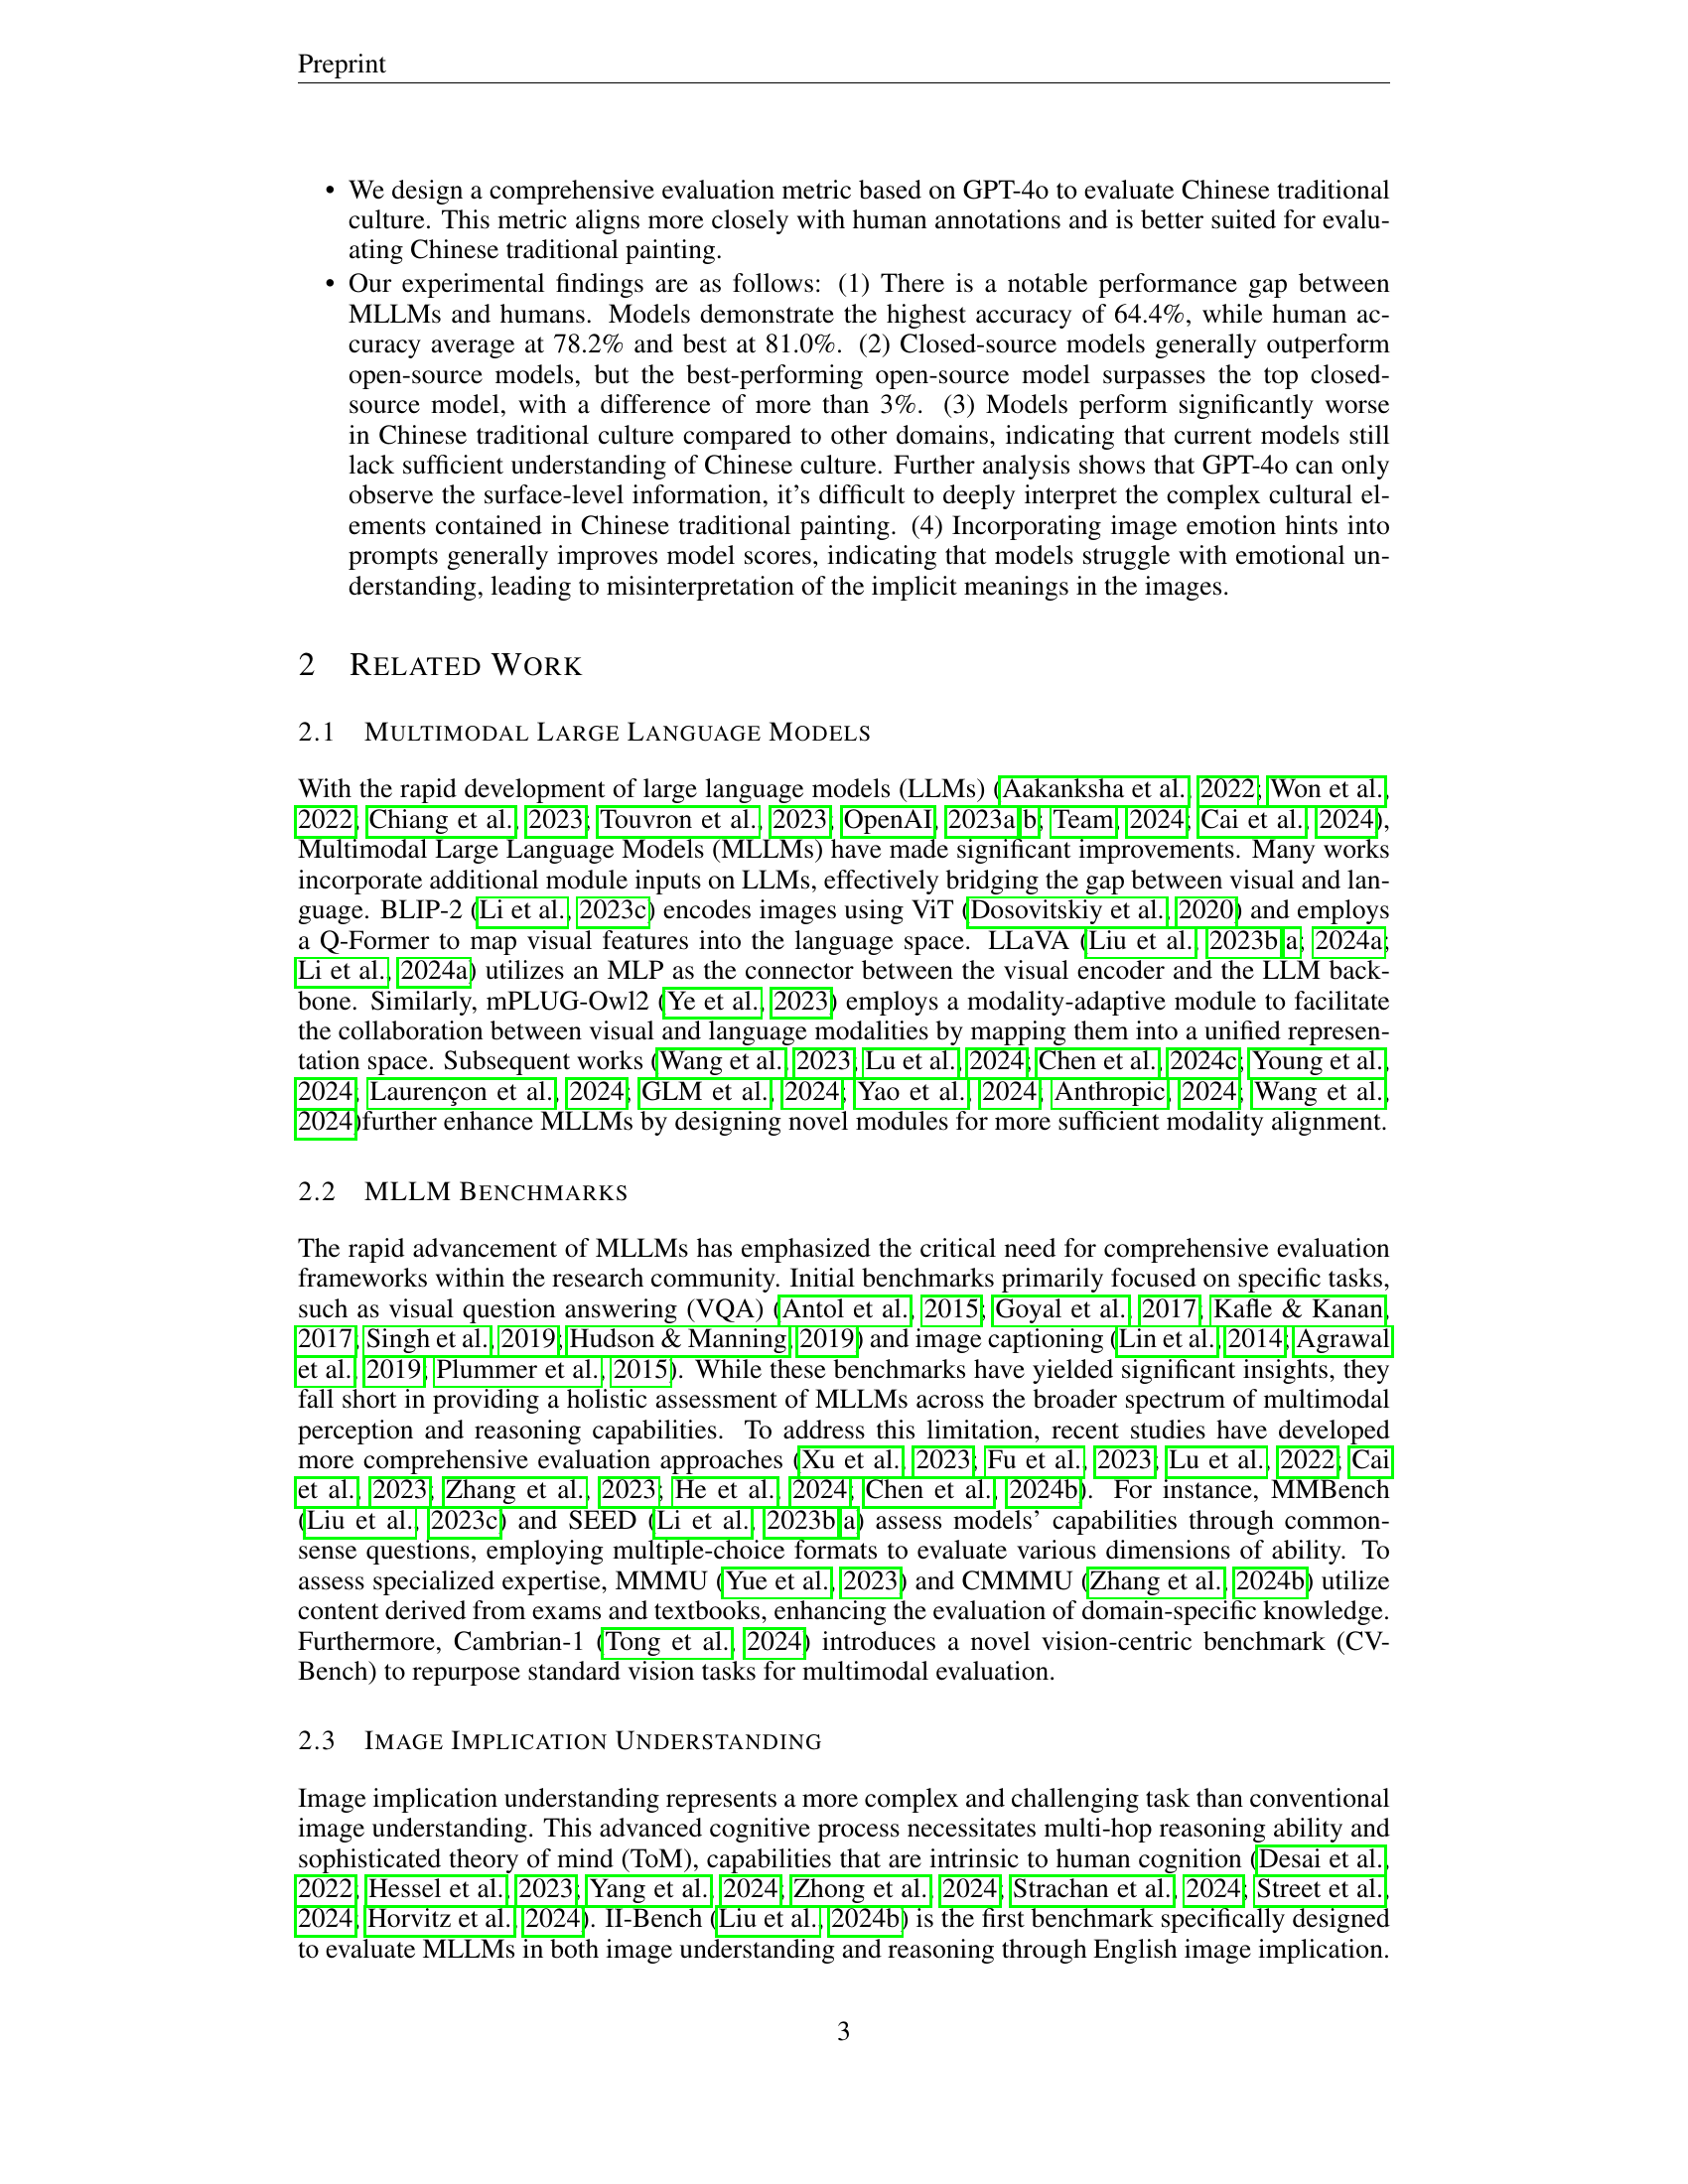 Preprint
• We design a comprehensive evaluation metric based on GPT-4o to evaluate Chinese traditional
culture. This metric aligns more closely with human annotations and is better suited for evalu-
ating Chinese traditional painting.
• Our experimental findings are as follows: (1) There is a notable performance gap between
MLLMs and humans. Models demonstrate the highest accuracy of 64.4%, while human ac-
curacy average at 78.2% and best at 81.0%. (2) Closed-source models generally outperform
open-source models, but the best-performing open-source model surpasses the top closed-
source model, with a difference of more than 3%. (3) Models perform significantly worse
in Chinese traditional culture compared to other domains, indicating that current models still
lack sufficient understanding of Chinese culture. Further analysis shows that GPT-4o can only
observe the surface-level information, it's difficult to deeply interpret the complex cultural el-
ements contained in Chinese traditional painting. (4) Incorporating image emotion hints into
prompts generally improves model scores, indicating that models struggle with emotional un-
derstanding, leading to misinterpretation of the implicit meanings in the images.
2 RELATED WORK
2.1 MULTIMODAL LARGE LANGUAGE MODELS
With the rapid development of large language models (LLMs) (Aakanksha et al., 2022; Won et al.,
2022; Chiang et al., 2023; Touvron et al., 2023; OpenAI, 2023a;b; Team, 2024; Cai et al., 2024),
Multimodal Large Language Models (MLLMs) have made significant improvements. Many works
incorporate additional module inputs on LLMs, effectively bridging the gap between visual and lan-
guage. BLIP-2 (Li et al., 2023c) encodes images using ViT (Dosovitskiy et al., 2020) and employs
a Q-Former to map visual features into the language space. LLaVA (Liu et al., 2023b;a; 2024a;
Li et al., 2024a) utilizes an MLP as the connector between the visual encoder and the LLM back-
bone. Similarly, mPLUG-Owl2 (Ye et al., 2023) employs a modality-adaptive module to facilitate
the collaboration between visual and language modalities by mapping them into a unified represen-
tation space. Subsequent works (Wang et al., 2023; Lu et al., 2024; Chen et al., 2024c; Young et al.,
2024; Laurençon et al., 2024; GLM et al., 2024; Yao et al., 2024; Anthropic, 2024; Wang et al.,
2024)further enhance MLLMs by designing novel modules for more sufficient modality alignment.
2.2 MLLM BENCHMARKS
The rapid advancement of MLLMs has emphasized the critical need for comprehensive evaluation
frameworks within the research community. Initial benchmarks primarily focused on specific tasks,
such as visual question answering (VQA) (Antol et al., 2015; Goyal et al., 2017; Kafle & Kanan,
2017; Singh et al., 2019; Hudson & Manning, 2019) and image captioning (Lin et al., 2014; Agrawal
et al., 2019; Plummer et al., 2015). While these benchmarks have yielded significant insights, they
fall short in providing a holistic assessment of MLLMs across the broader spectrum of multimodal
perception and reasoning capabilities. To address this limitation, recent studies have developed
more comprehensive evaluation approaches (Xu et al., 2023; Fu et al., 2023; Lu et al., 2022; Cai
et al., 2023; Zhang et al., 2023; He et al., 2024; Chen et al., 2024b). For instance, MMBench
(Liu et al., 2023c) and SEED (Li et al., 2023b;a) assess models' capabilities through common-
sense questions, employing multiple-choice formats to evaluate various dimensions of ability. To
assess specialized expertise, MMMU (Yue et al., 2023) and CMMMU (Zhang et al., 2024b) utilize
content derived from exams and textbooks, enhancing the evaluation of domain-specific knowledge.
Furthermore, Cambrian-1 (Tong et al., 2024) introduces a novel vision-centric benchmark (CV-
Bench) to repurpose standard vision tasks for multimodal evaluation.
2.3 IMAGE IMPLICATION UNDERSTANDING
Image implication understanding represents a more complex and challenging task than conventional
image understanding. This advanced cognitive process necessitates multi-hop reasoning ability and
sophisticated theory of mind (ToM), capabilities that are intrinsic to human cognition (Desai et al.,
2022; Hessel et al., 2023; Yang et al., 2024; Zhong et al., 2024; Strachan et al., 2024; Street et al.,
2024; Horvitz et al., 2024). II-Bench (Liu et al., 2024b) is the first benchmark specifically designed
to evaluate MLLMs in both image understanding and reasoning through English image implication.
3